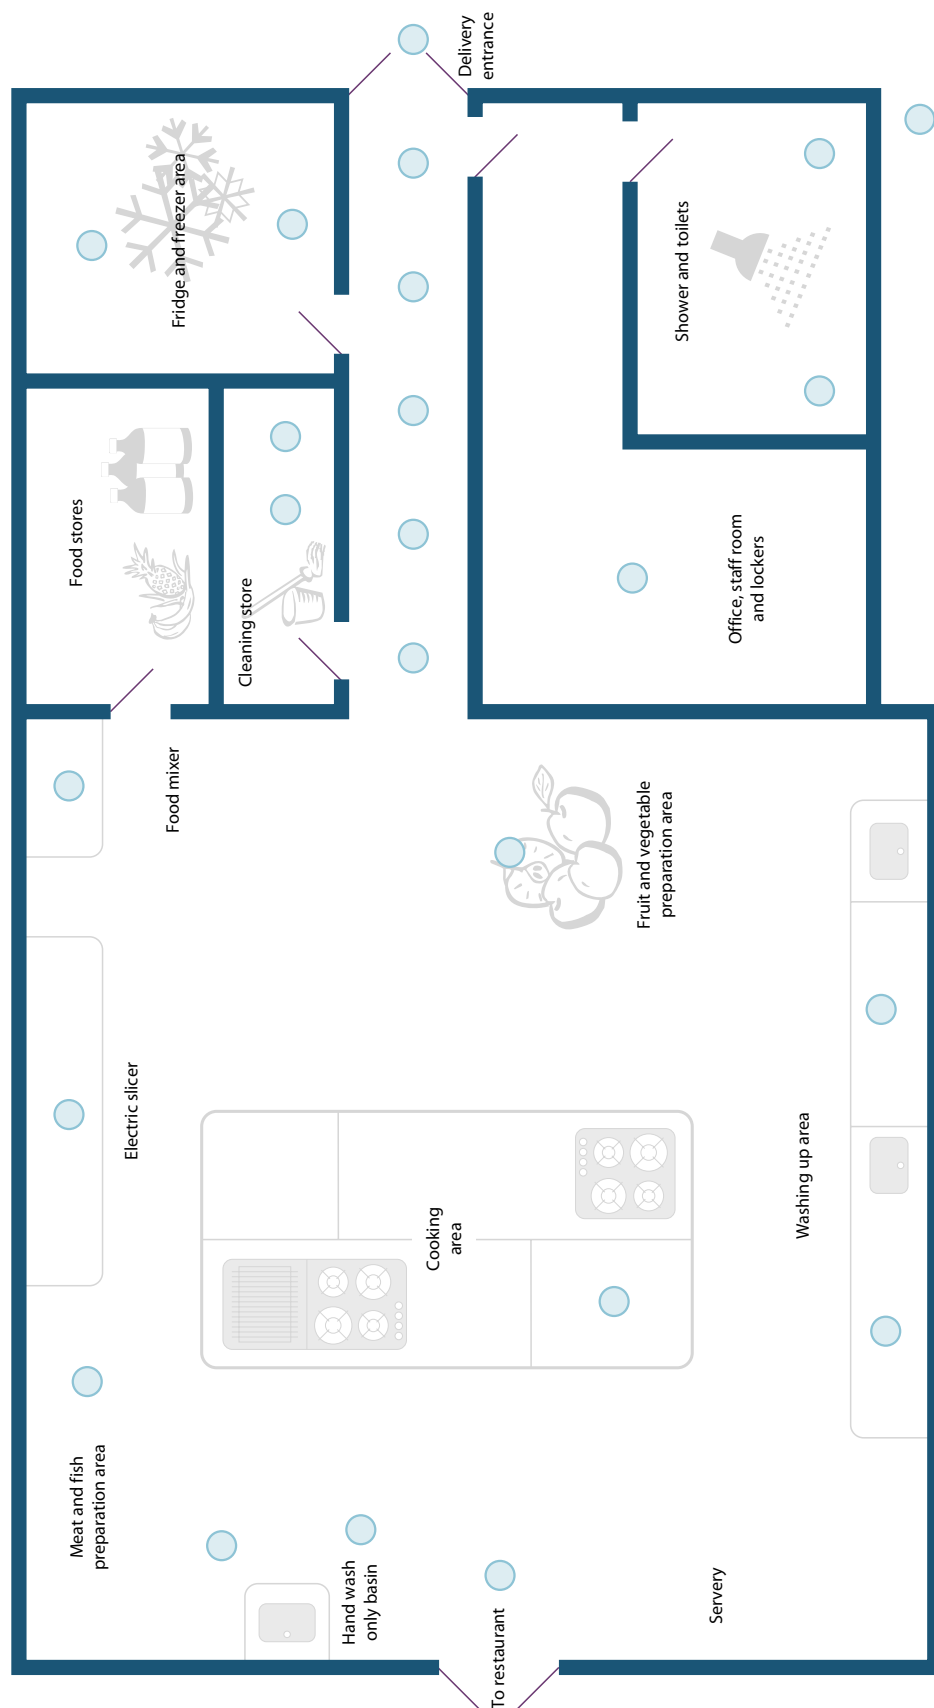 Delivery
entrance
Fridge and freezer area
Shower and toilets
Food stores
Cleaning store
Office, staff room
and lockers
Food mixer
Fruit and vegetable
preparation area
Electric slicer
Cooking
area
Washing up area
Meat and fish
preparation area
Hand wash
only basin
To restaurant
Servery